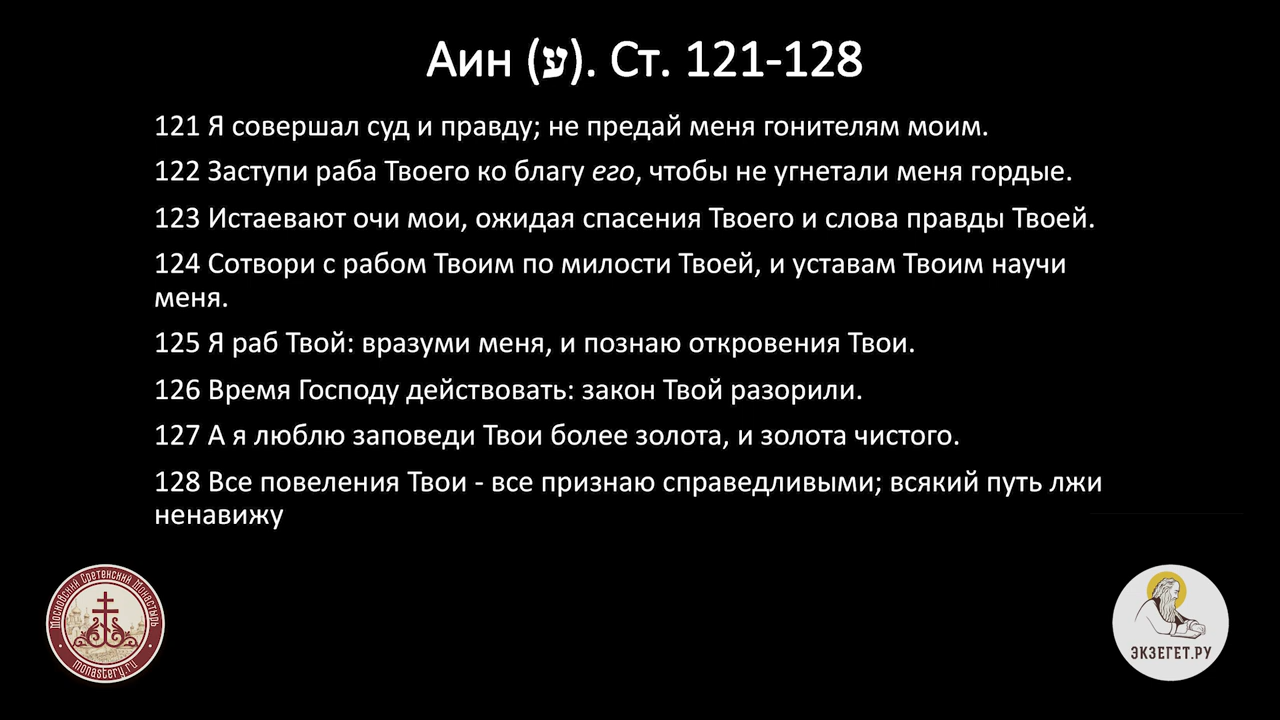 Аин (ע). Ст. 121-128
121 Я совершал суд и правду; не предай меня гонителям моим.
122 Заступи раба Твоего ко благу его, чтобы не угнетали меня гордые.
123 Истаевают очи мои, ожидая спасения Твоего и слова правды Твоей.
124 Сотвори с рабом Твоим по милости Твоей, и уставам Твоим научи
меня.
125 Я раб Твой: вразуми меня, и познаю откровения Твои.
126 Время Господу действовать: закон Твой разорили.
127 А я люблю заповеди Твои более золота, и золота чистого.
128 Все повеления Твои - все признаю справедливыми; всякий путь лжи
ненавижу
Московский Сретенский Монастырь
monastery.ru
ЭКЗЕГЕТ.РУ